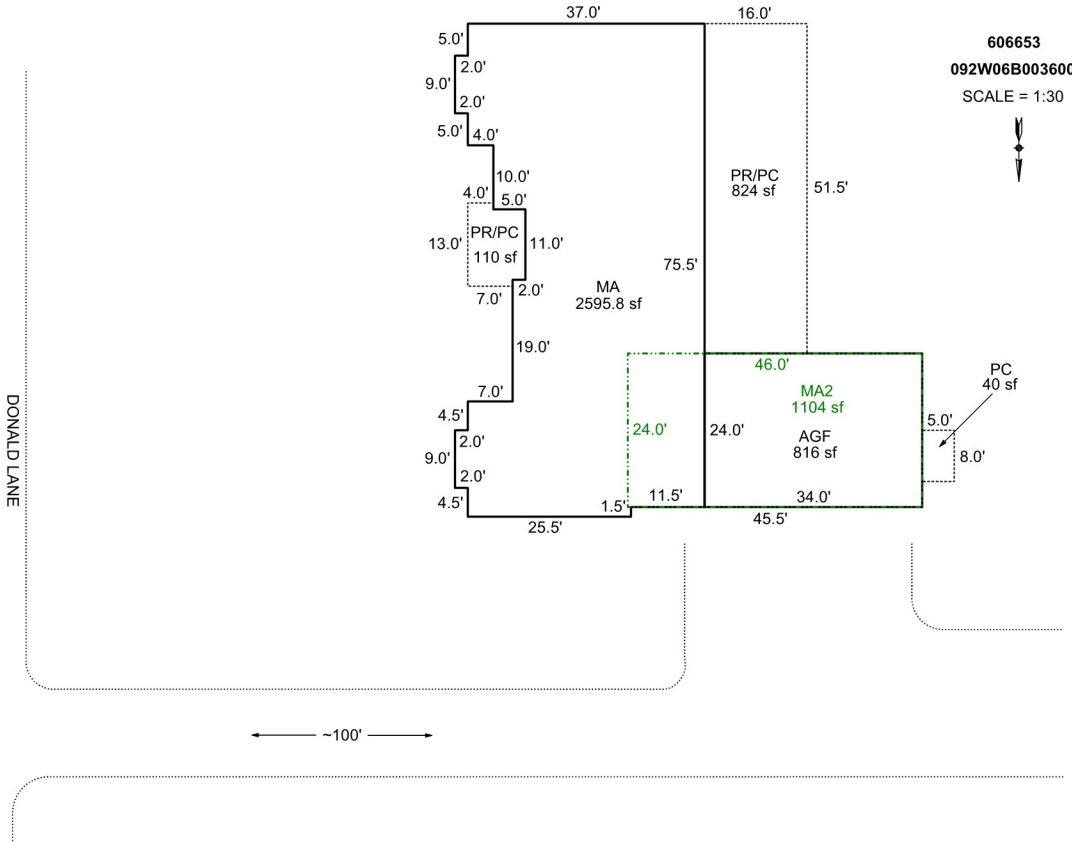 37.0'
16.0'
606653
092W06B003600
SCALE = 1:30
5.0'
2.0'
9.0'
2.0'
5.0'
4.0'
10.0'
4.0'
5.0'
PR/PC
824 sf
51.5'
13.0'
PR/PC
110 sf
11.0'
75.5'
7.0'
2.0'
MA
2595.8 sf
19.0'
46.0'
MA2
1104 sf
PC
40 sf
7.0'
4.5'
2.0'
9.0'
2.0'
4.5'
24.0'
24.0'
AGF
816 sf
5.0'
8.0'
1.5'
11.5'
34.0'
25.5'
45.5'
DONALD LANE
~100'